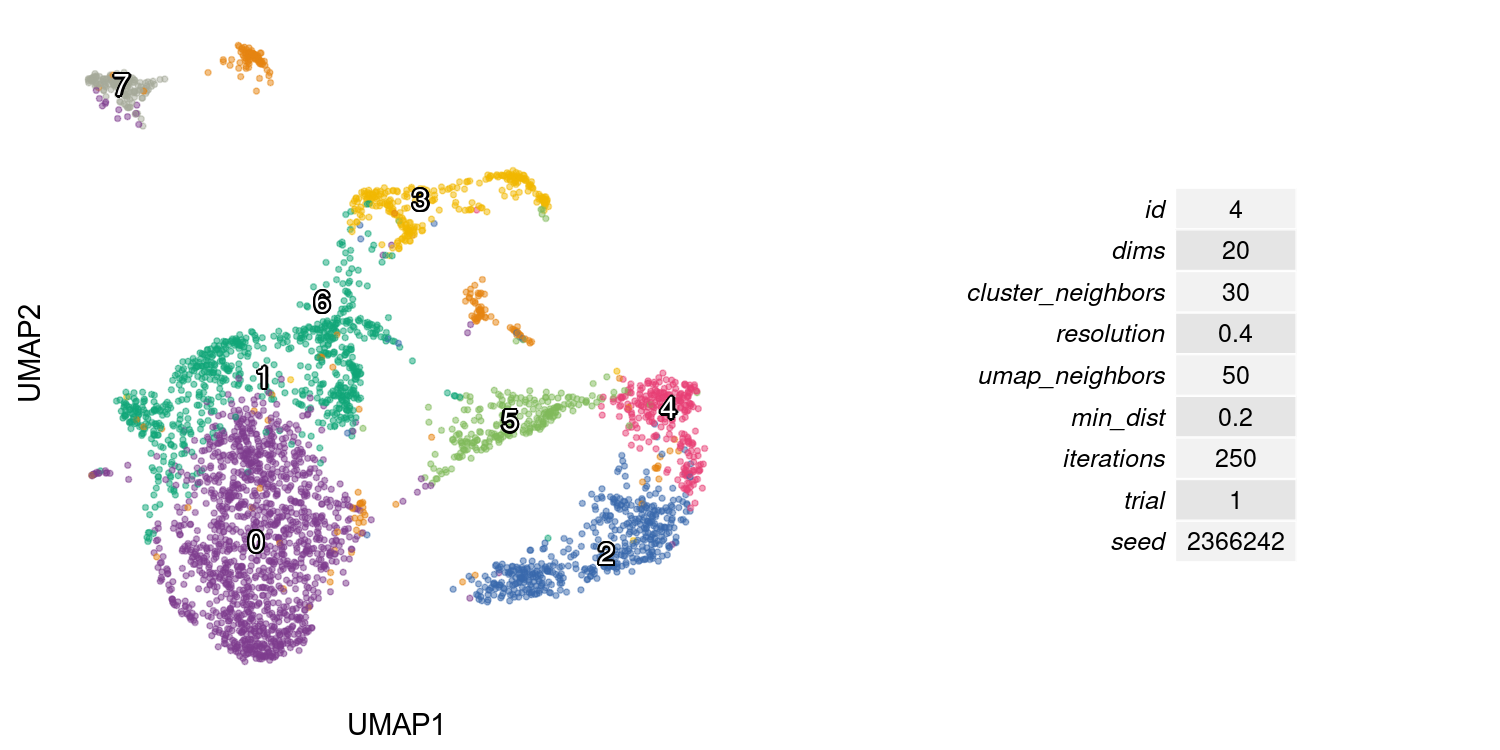 7
3
6
1
5
4
0
2
UMAP2
UMAP1
id 4
dims 20
cluster_neighbors 30
resolution 0.4
umap_neighbors 50
min_dist 0.2
iterations 250
trial 1
seed 2366242